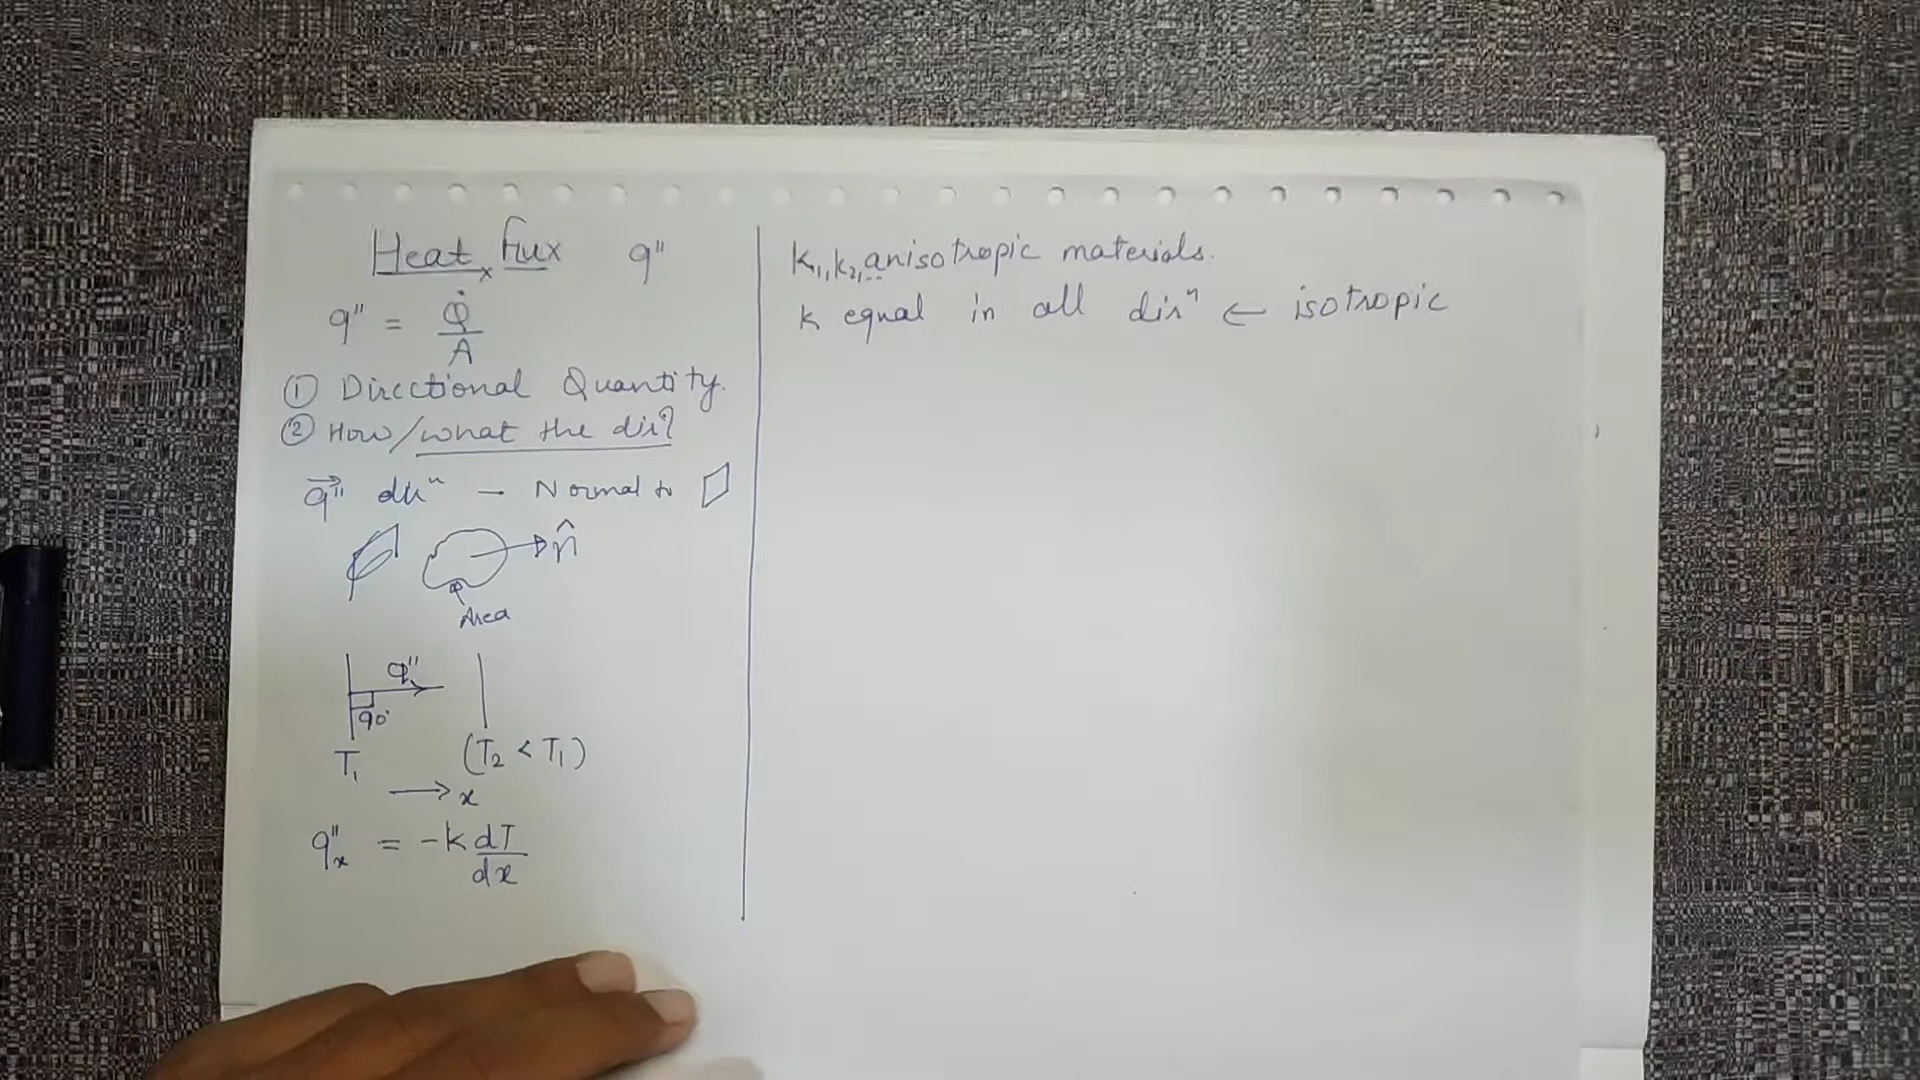 Heat Flux q"
q" = Q̇ / A
① Directional Quantity.
② How/what the dir?
q⃗" dirⁿ – Normal to
n̂
Area
q"
90°
T₁ (T₂ < T₁)
→ x
q"ₓ = -k dT / dx
k₁, k₂, anisotropic materials.
k equal in all dirⁿ ← isotropic